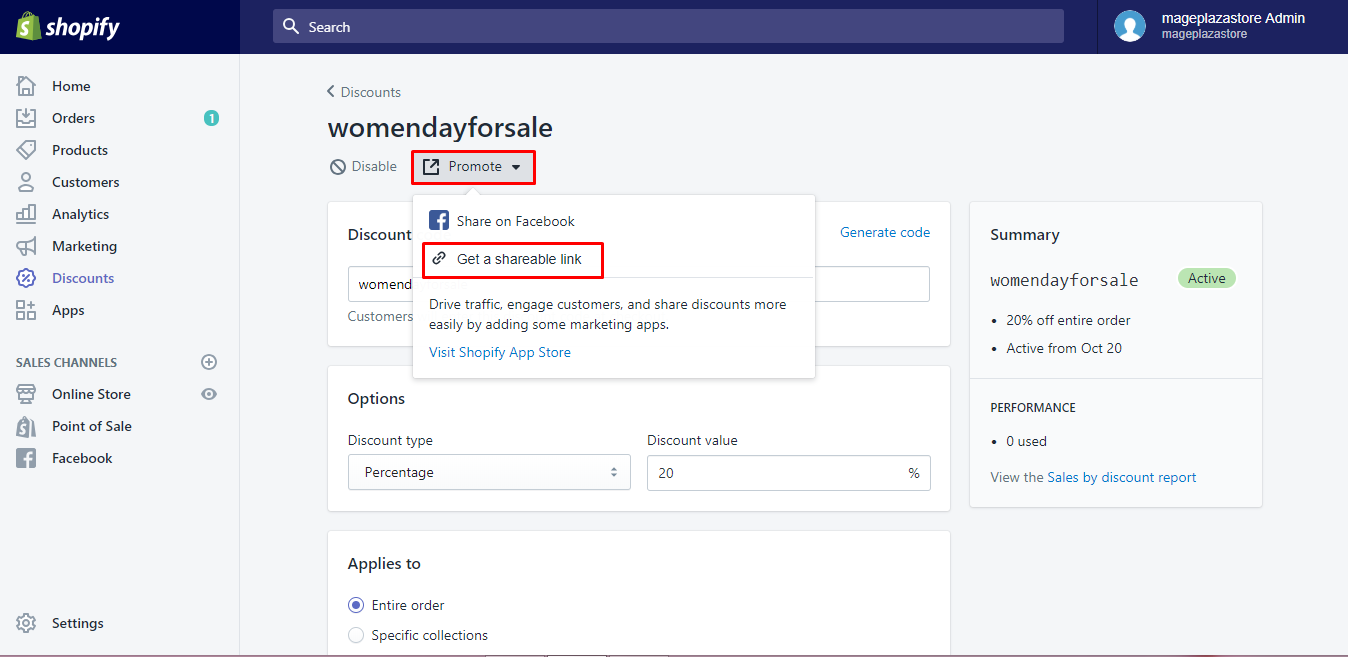 shopify
Search
mageplazastore Admin
mageplazastore
Home
Orders
1
Products
Customers
Analytics
Marketing
Discounts
Apps
SALES CHANNELS
Online Store
Point of Sale
Facebook
Settings
Discounts
womendayforsale
Disable
Promote
Share on Facebook
Get a shareable link
Drive traffic, engage customers, and share discounts more
easily by adding some marketing apps.
Visit Shopify App Store
Discount
Generate code
womend
Customers
Options
Discount type
Discount value
Percentage
20
%
Applies to
Entire order
Specific collections
Summary
womendayforsale
Active
• 20% off entire order
• Active from Oct 20
PERFORMANCE
• 0 used
View the Sales by discount report